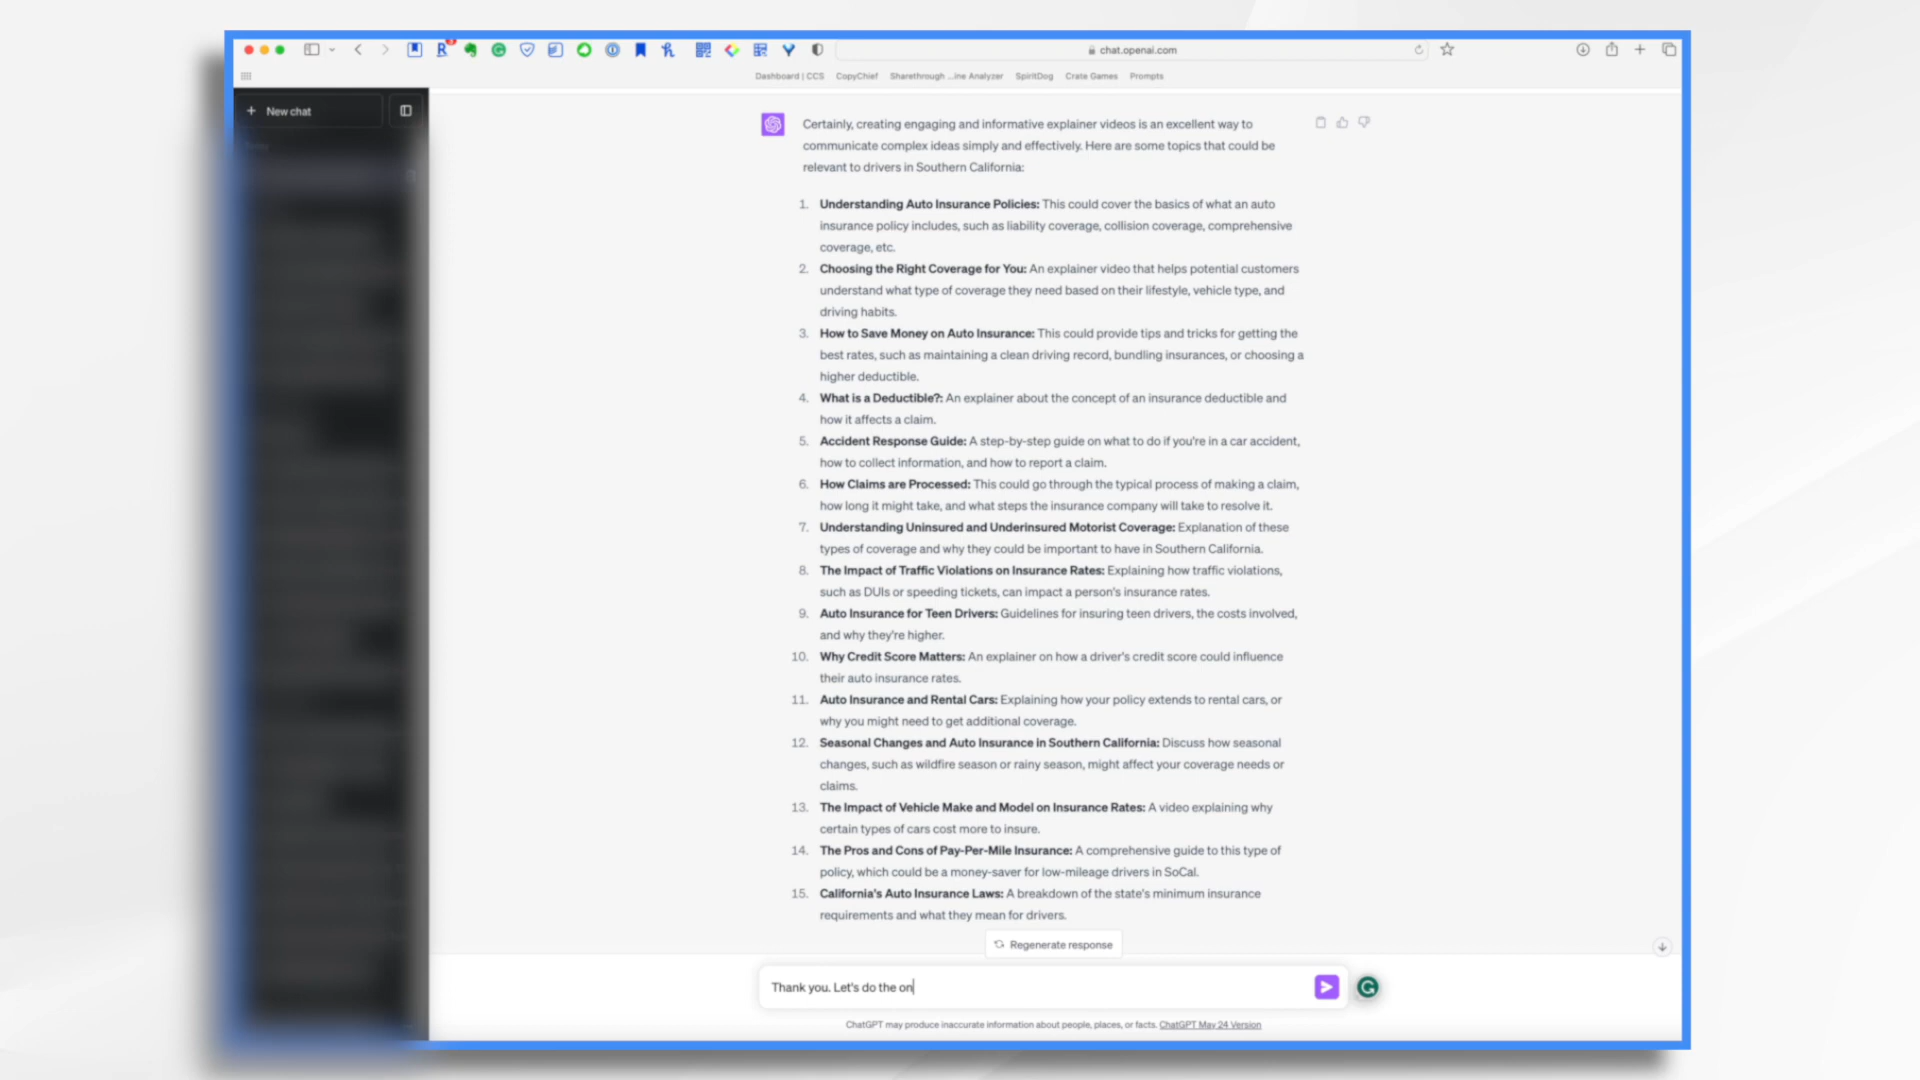 chat.openai.com
Dashboard | CCS CopyChief Sharethrough ...ine Analyzer SpiritDog Crate Games Prompts
+ New chat
Certainly, creating engaging and informative explainer videos is an excellent way to
communicate complex ideas simply and effectively. Here are some topics that could be
relevant to drivers in Southern California:
1. Understanding Auto Insurance Policies: This could cover the basics of what an auto
insurance policy includes, such as liability coverage, collision coverage, comprehensive
coverage, etc.
2. Choosing the Right Coverage for You: An explainer video that helps potential customers
understand what type of coverage they need based on their lifestyle, vehicle type, and
driving habits.
3. How to Save Money on Auto Insurance: This could provide tips and tricks for getting the
best rates, such as maintaining a clean driving record, bundling insurances, or choosing a
higher deductible.
4. What is a Deductible?: An explainer about the concept of an insurance deductible and
how it affects a claim.
5. Accident Response Guide: A step-by-step guide on what to do if you're in a car accident,
how to collect information, and how to report a claim.
6. How Claims are Processed: This could go through the typical process of making a claim,
how long it might take, and what steps the insurance company will take to resolve it.
7. Understanding Uninsured and Underinsured Motorist Coverage: Explanation of these
types of coverage and why they could be important to have in Southern California.
8. The Impact of Traffic Violations on Insurance Rates: Explaining how traffic violations,
such as DUIs or speeding tickets, can impact a person's insurance rates.
9. Auto Insurance for Teen Drivers: Guidelines for insuring teen drivers, the costs involved,
and why they're higher.
10. Why Credit Score Matters: An explainer on how a driver's credit score could influence
their auto insurance rates.
11. Auto Insurance and Rental Cars: Explaining how your policy extends to rental cars, or
why you might need to get additional coverage.
12. Seasonal Changes and Auto Insurance in Southern California: Discuss how seasonal
changes, such as wildfire season or rainy season, might affect your coverage needs or
claims.
13. The Impact of Vehicle Make and Model on Insurance Rates: A video explaining why
certain types of cars cost more to insure.
14. The Pros and Cons of Pay-Per-Mile Insurance: A comprehensive guide to this type of
policy, which could be a money-saver for low-mileage drivers in SoCal.
15. California's Auto Insurance Laws: A breakdown of the state's minimum insurance
requirements and what they mean for drivers.
Regenerate response
Thank you. Let's do the on
ChatGPT may produce inaccurate information about people, places, or facts. ChatGPT May 24 Version